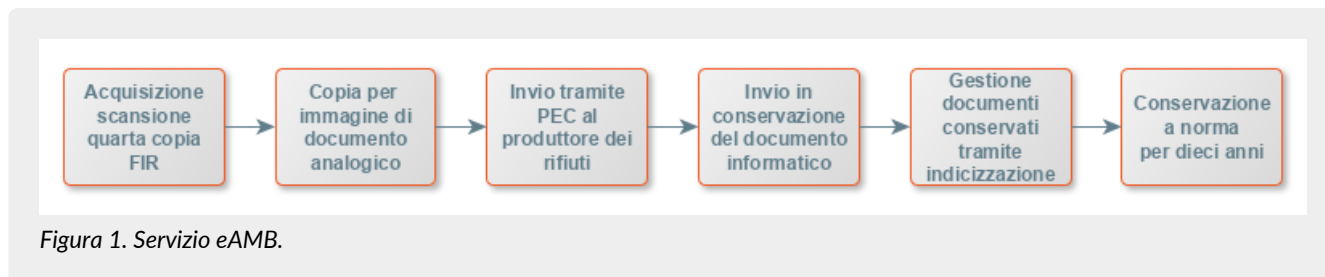 Acquisizione
scansione
quarta copia
FIR
Copia per
immagine di
documento
analogico
Invio tramite
PEC al
produttore dei
rifiuti
Invio in
conservazione
del documento
informatico
Gestione
documenti
conservati
tramite
indicizzazione
Conservazione
a norma
per dieci anni
Figura 1. Servizio eAMB.